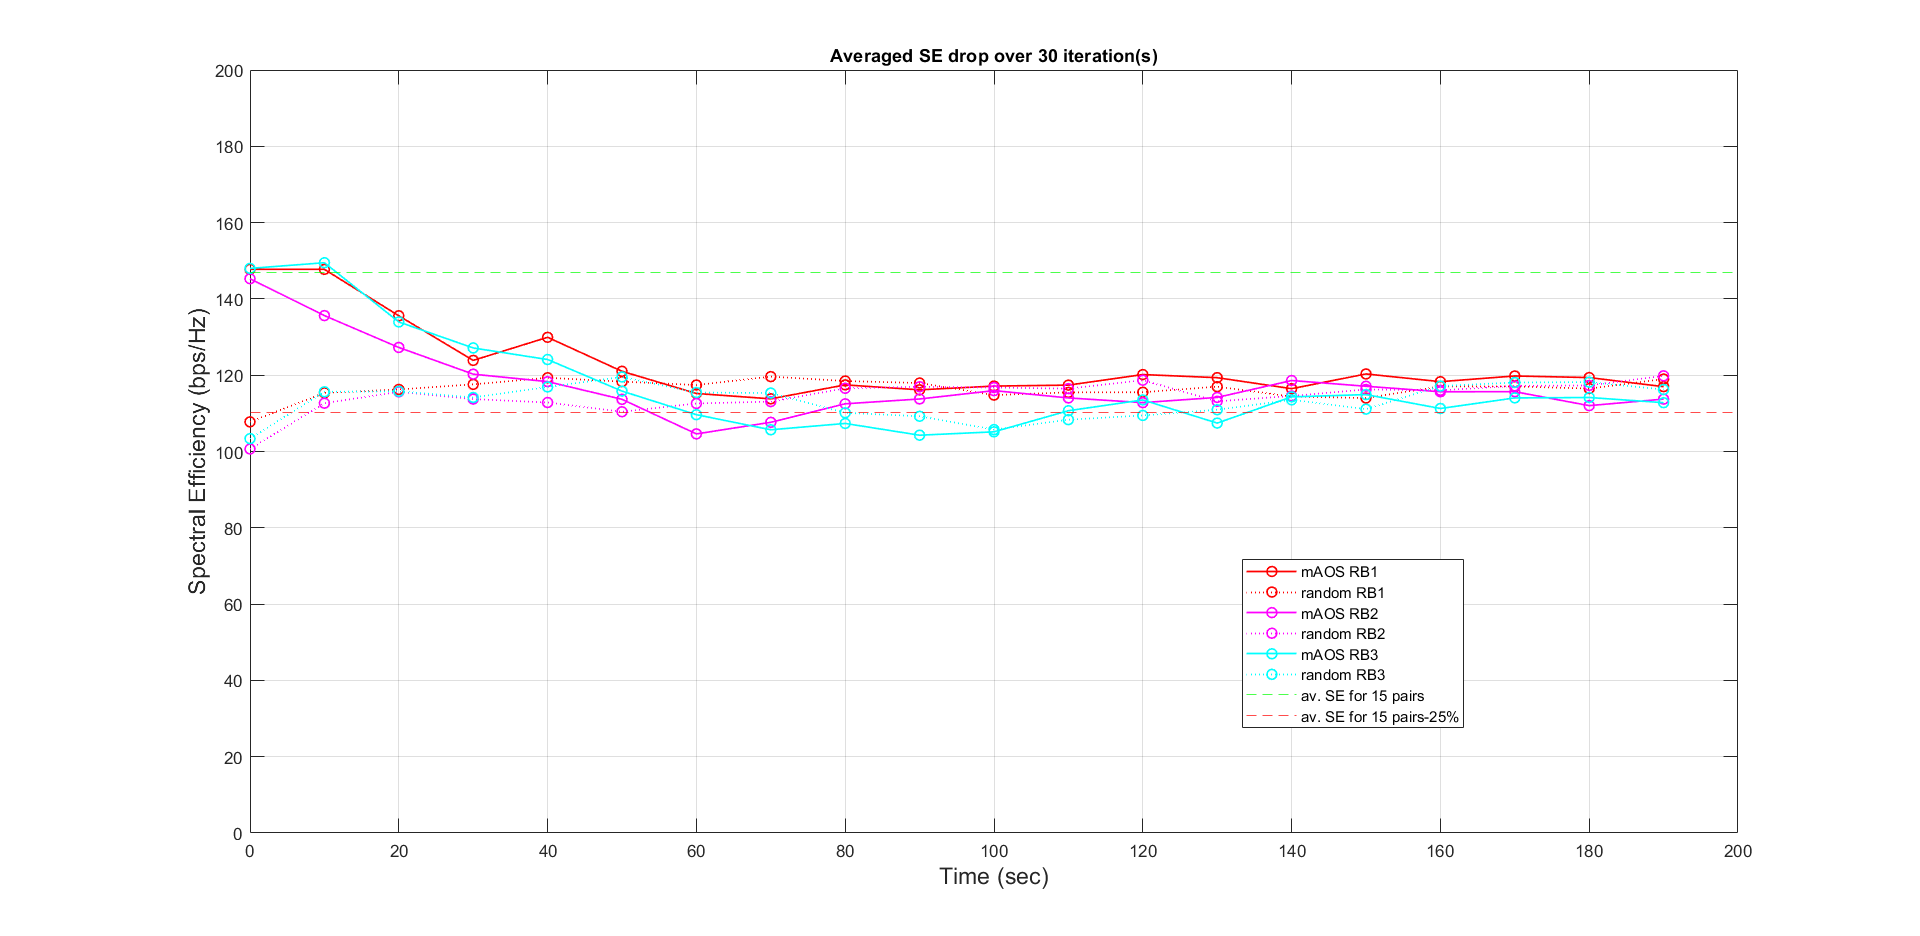 Averaged SE drop over 30 iteration(s)
200
180
160
140
120
100
80
60
40
20
0
Spectral Efficiency (bps/Hz)
mAOS RB1
random RB1
mAOS RB2
random RB2
mAOS RB3
random RB3
av. SE for 15 pairs
av. SE for 15 pairs-25%
0 20 40 60 80 100 120 140 160 180 200
Time (sec)